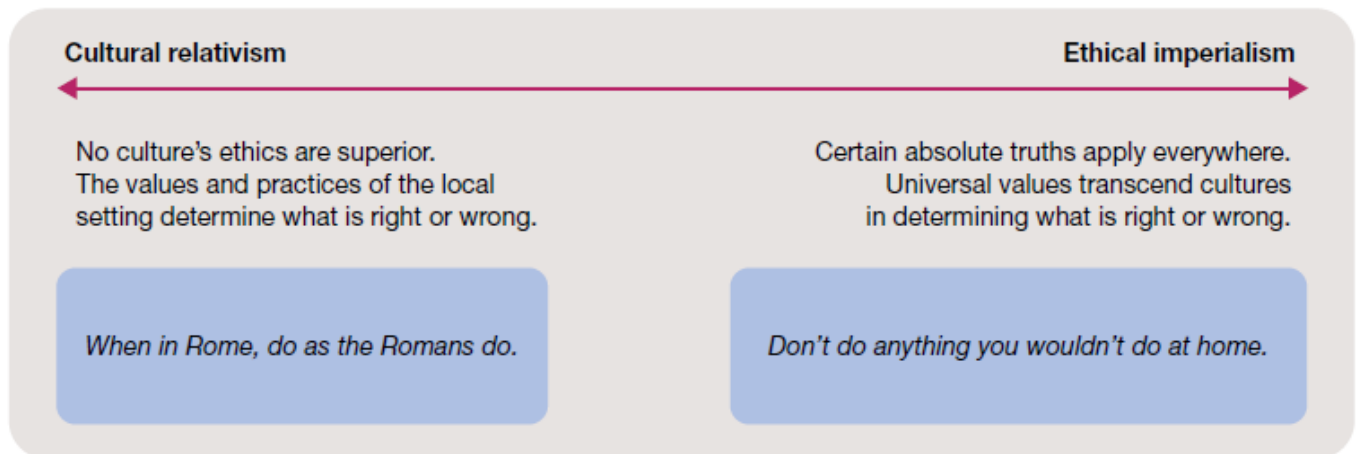 Cultural relativism
Ethical imperialism
No culture’s ethics are superior.
The values and practices of the local
setting determine what is right or wrong.
Certain absolute truths apply everywhere.
Universal values transcend cultures
in determining what is right or wrong.
When in Rome, do as the Romans do.
Don’t do anything you wouldn’t do at home.